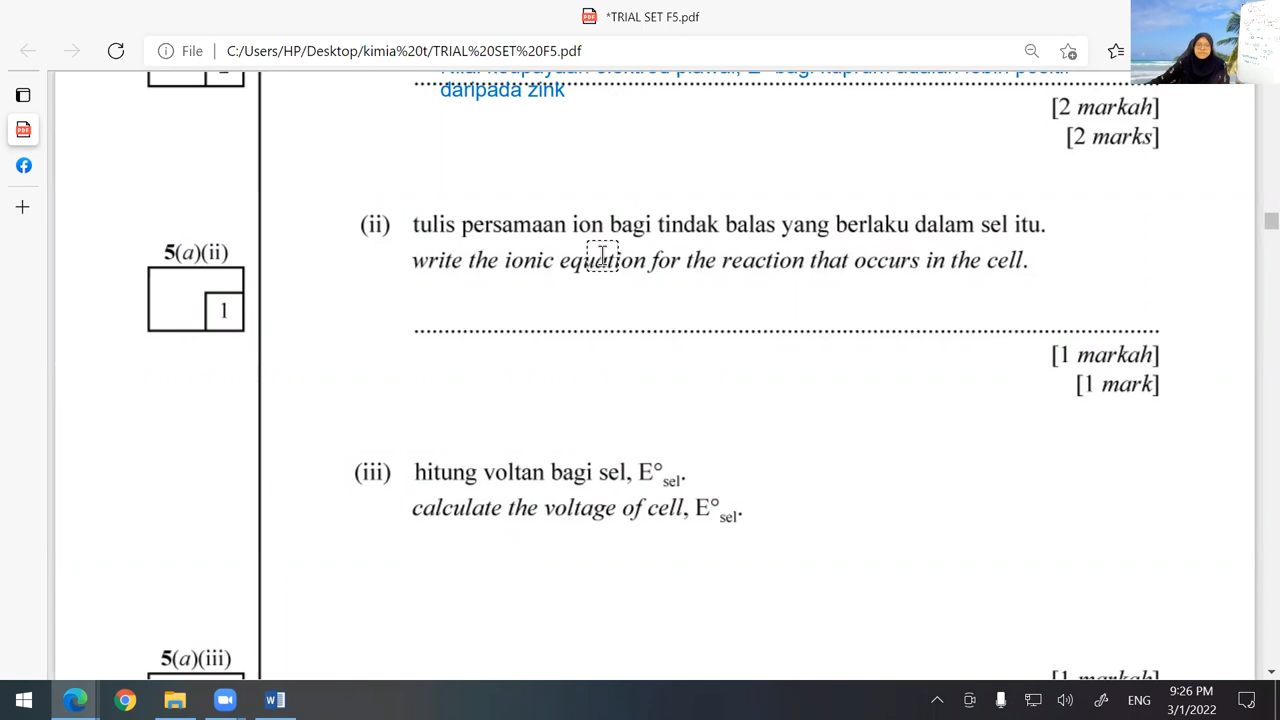 *TRIAL SET F5.pdf
File C:/Users/HP/Desktop/kimia%20t/TRIAL%20SET%20F5.pdf
daripada zink
[2 markah]
[2 marks]
(ii) tulis persamaan ion bagi tindak balas yang berlaku dalam sel itu.
5(a)(ii)
write the ionic equation for the reaction that occurs in the cell.
1
[1 markah]
[1 mark]
(iii) hitung voltan bagi sel, E°sel.
calculate the voltage of cell, E°sel.
5(a)(iii)
[1 markah]
ENG
9:26 PM
3/1/2022